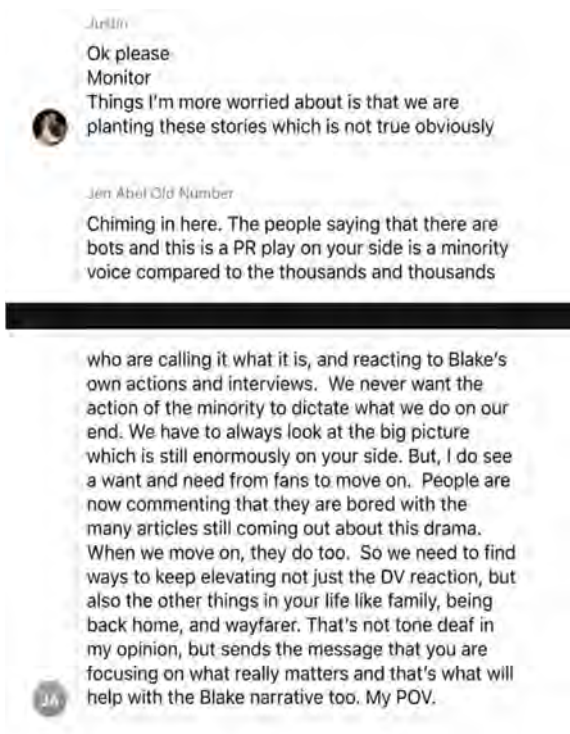 Justin
Ok please
Monitor
Things I'm more worried about is that we are
planting these stories which is not true obviously
Jen Abel Old Number
Chiming in here. The people saying that there are
bots and this is a PR play on your side is a minority
voice compared to the thousands and thousands
who are calling it what it is, and reacting to Blake's
own actions and interviews.  We never want the
action of the minority to dictate what we do on our
end. We have to always look at the big picture
which is still enormously on your side. But, I do see
a want and need from fans to move on.  People are
now commenting that they are bored with the
many articles still coming out about this drama.
When we move on, they do too.  So we need to find
ways to keep elevating not just the DV reaction, but
also the other things in your life like family, being
back home, and wayfarer. That's not tone deaf in
my opinion, but sends the message that you are
focusing on what really matters and that's what will
help with the Blake narrative too. My POV.
JA